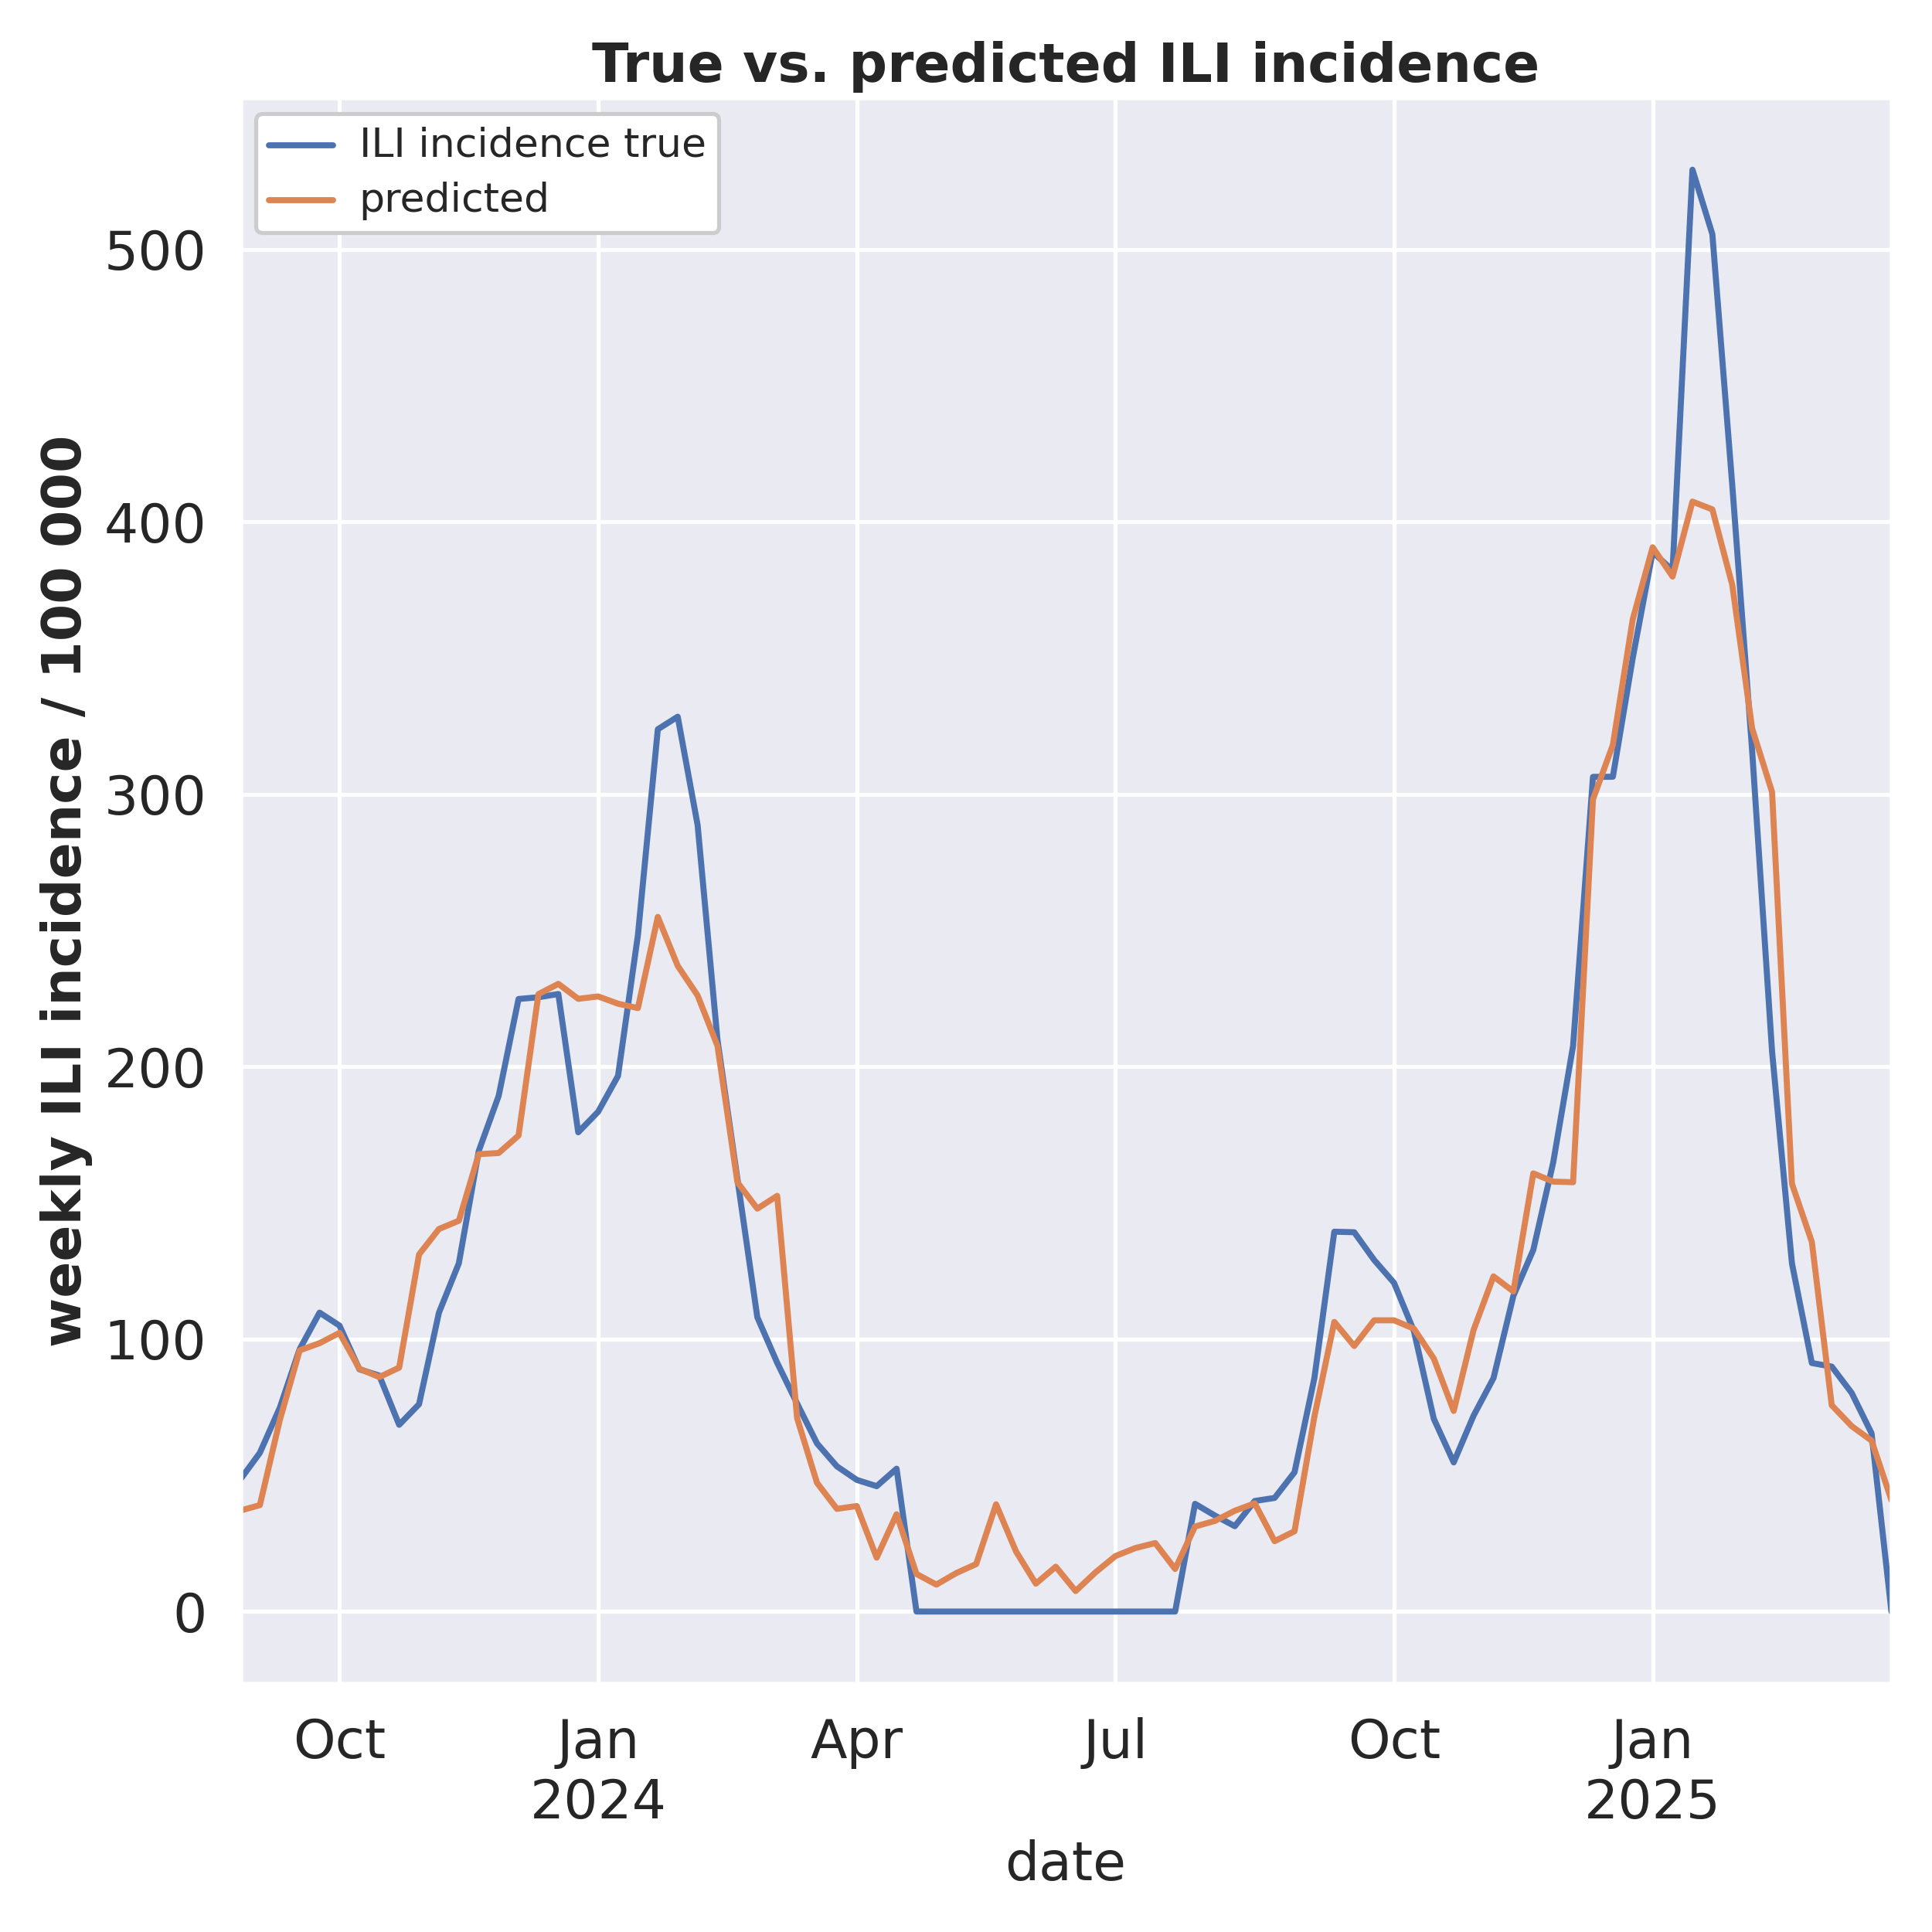 True vs. predicted ILI incidence
ILI incidence true
predicted
weekly ILI incidence / 100 000
500
400
300
200
100
0
Oct
Jan
2024
Apr
Jul
Oct
Jan
2025
date